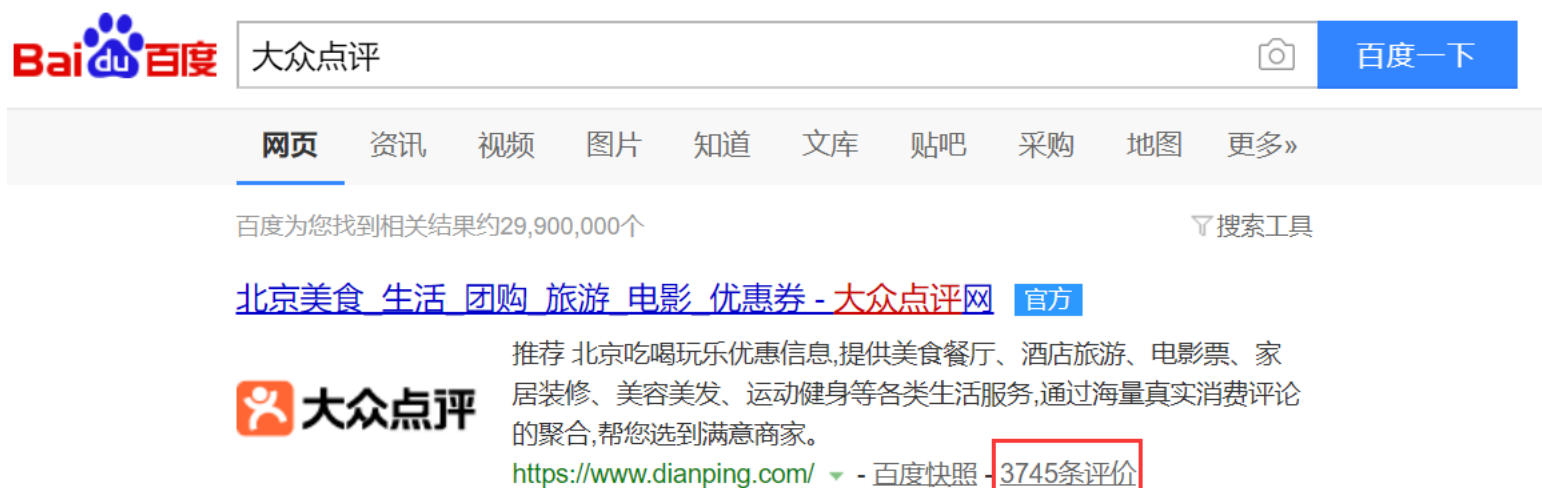 Bai du 百度 大众点评 百度一下
网页 资讯 视频 图片 知道 文库 贴吧 采购 地图 更多»
百度为您找到相关结果约29,900,000个 搜索工具
北京美食_生活_团购_旅游_电影_优惠券 - 大众点评网 官方
推荐 北京吃喝玩乐优惠信息,提供美食餐厅、酒店旅游、电影票、家
居装修、美容美发、运动健身等各类生活服务,通过海量真实消费评论
的聚合,帮您选到满意商家。
大众点评
https://www.dianping.com/ - 百度快照 - 3745条评价